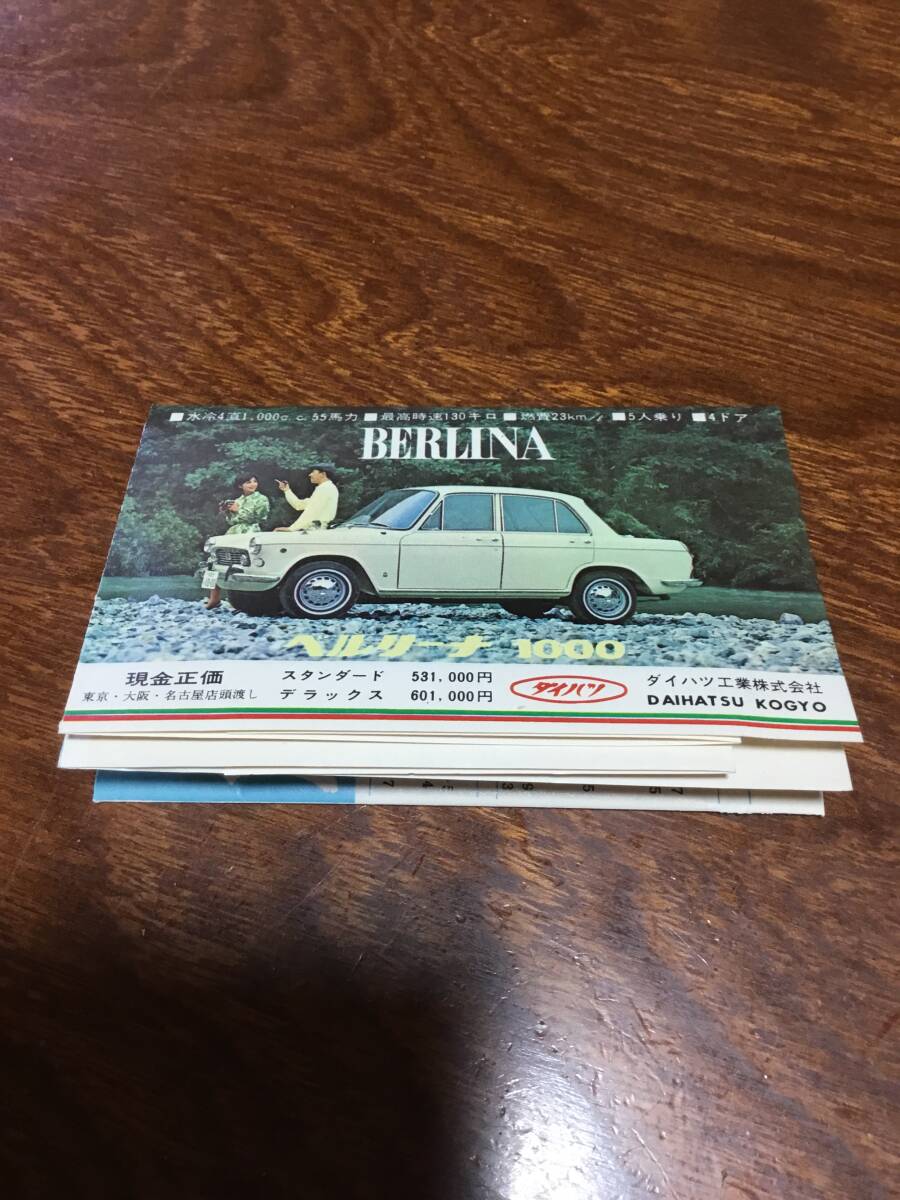 ■水冷4直1,000c.c.55馬力■最高時速130キロ■燃費23km/ℓ■5人乗り■4ドア
BERLINA
ベルリーナ 1000
現金正価
東京・大阪・名古屋店頭渡し
スタンダード 531,000円
デラックス 601,000円
ダイハツ
ダイハツ工業株式会社
DAIHATSU KOGYO